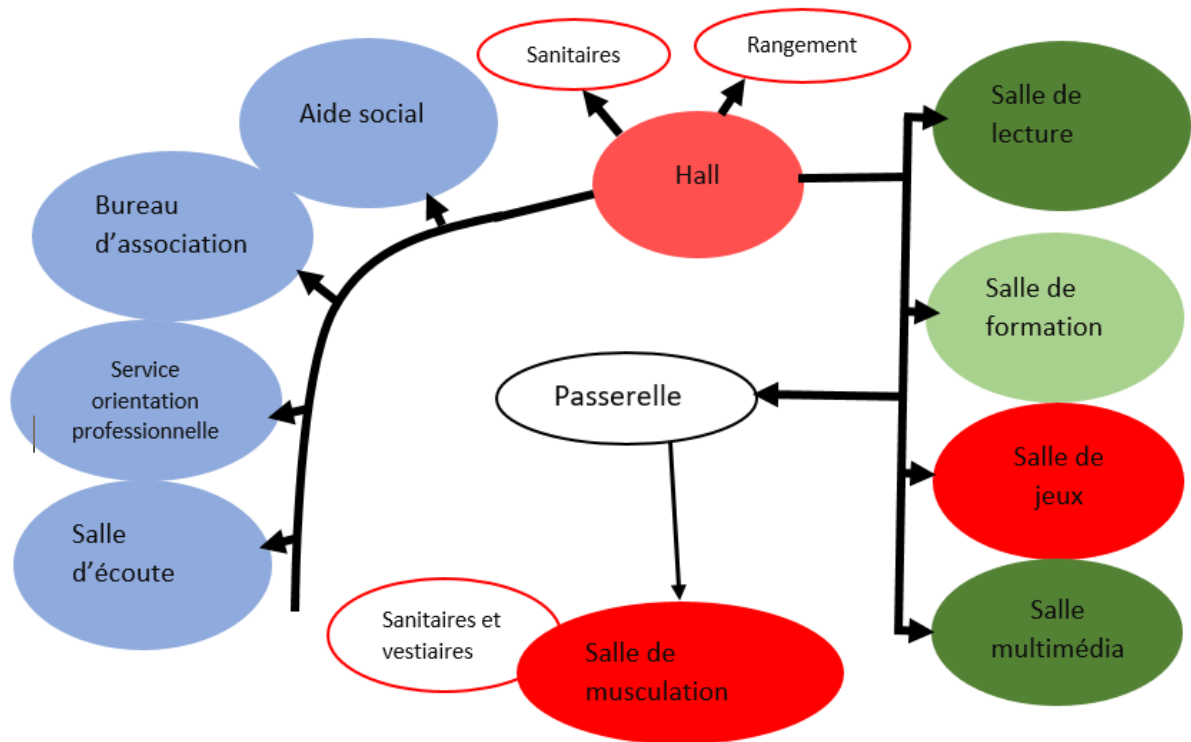 Sanitaires
Rangement
Aide social
Hall
Salle de
lecture
Bureau
d'association
Salle de
formation
Service
orientation
professionnelle
Passerelle
Salle de
jeux
Salle
d'écoute
Sanitaires et
vestiaires
Salle de
musculation
Salle
multimédia